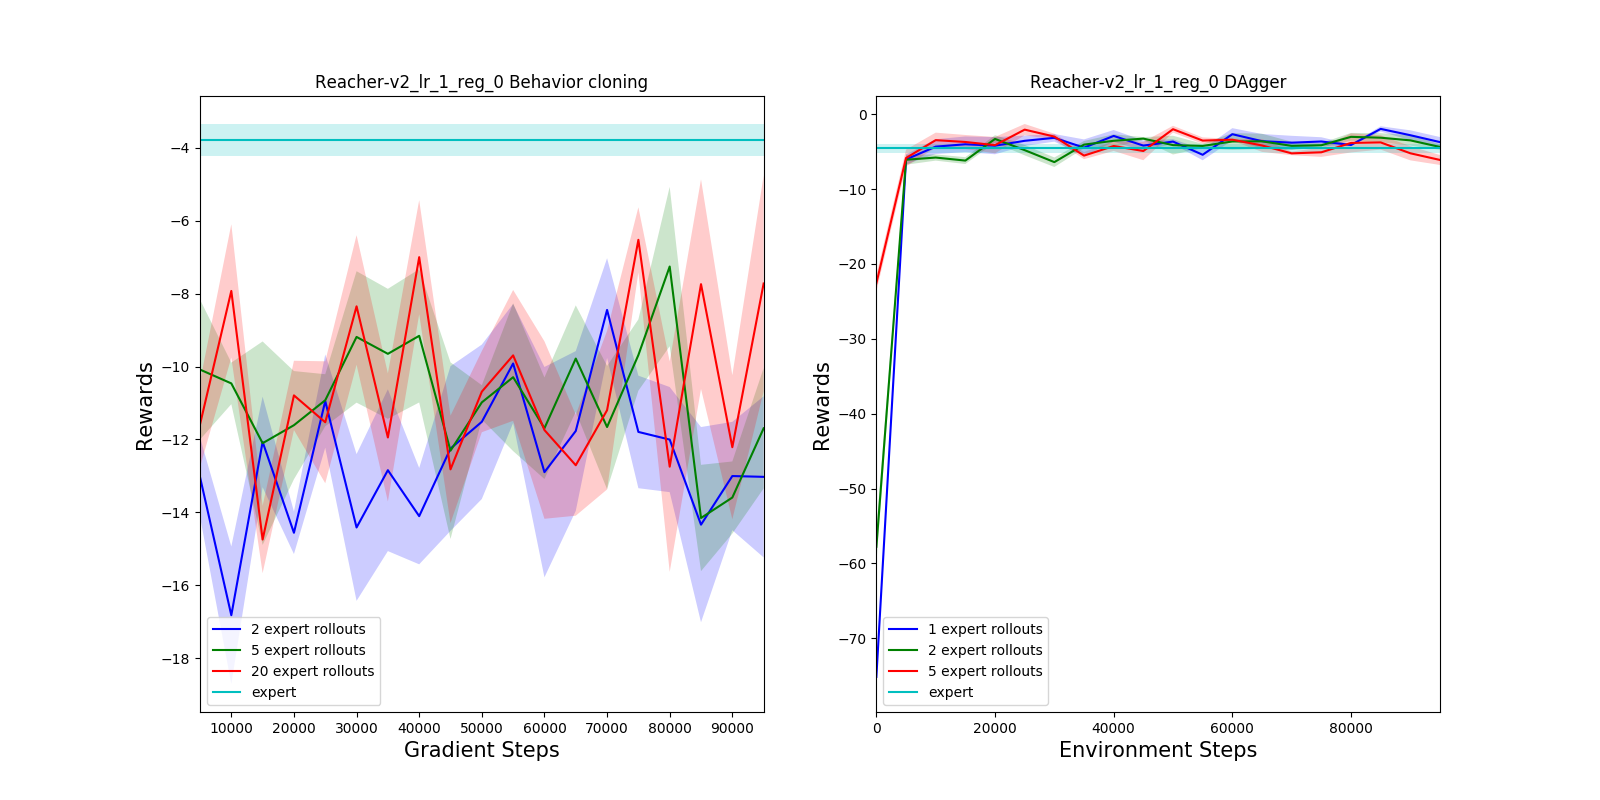 Reacher-v2_lr_1_reg_0 Behavior cloning
Rewards
−4
−6
−8
−10
−12
−14
−16
−18
2 expert rollouts
5 expert rollouts
20 expert rollouts
expert
10000 20000 30000 40000 50000 60000 70000 80000 90000
Gradient Steps
Reacher-v2_lr_1_reg_0 DAgger
Rewards
0
−10
−20
−30
−40
−50
−60
−70
1 expert rollouts
2 expert rollouts
5 expert rollouts
expert
0 20000 40000 60000 80000
Environment Steps